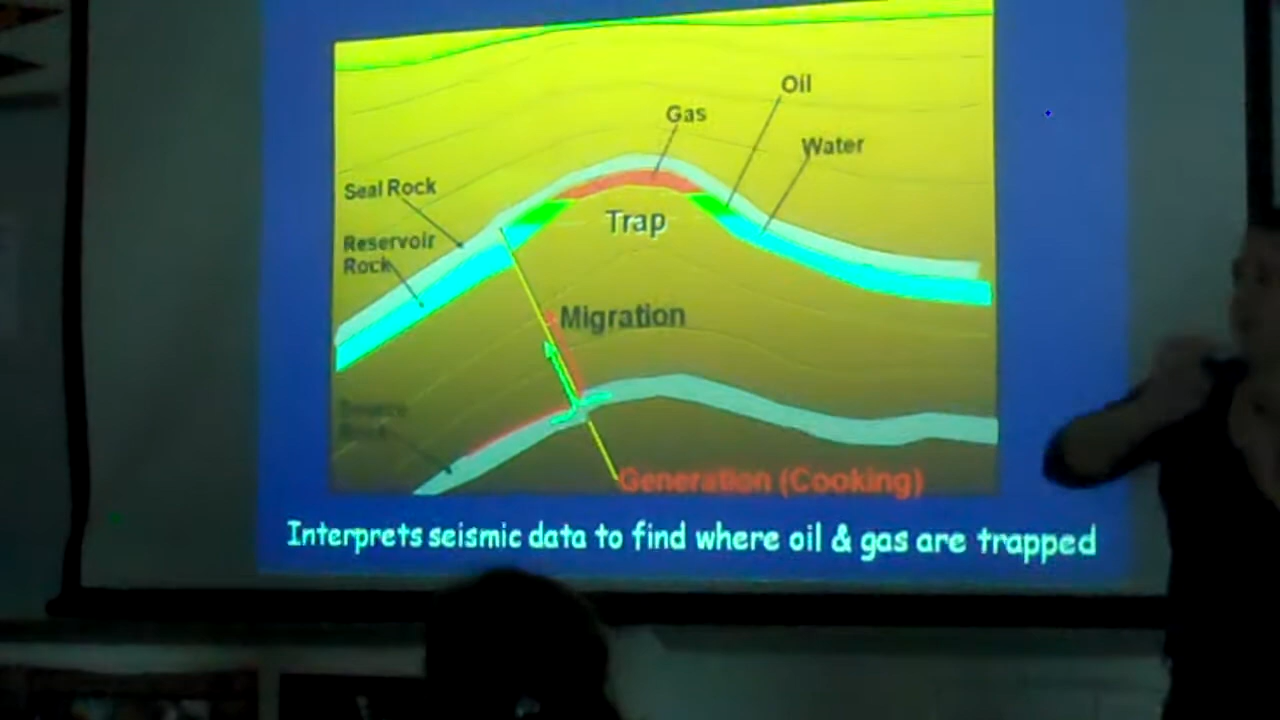 Oil
Gas
Water
Seal Rock
Trap
Reservoir
Rock
Migration
Source
Generation (Cooking)
Interprets seismic data to find where oil & gas are trapped